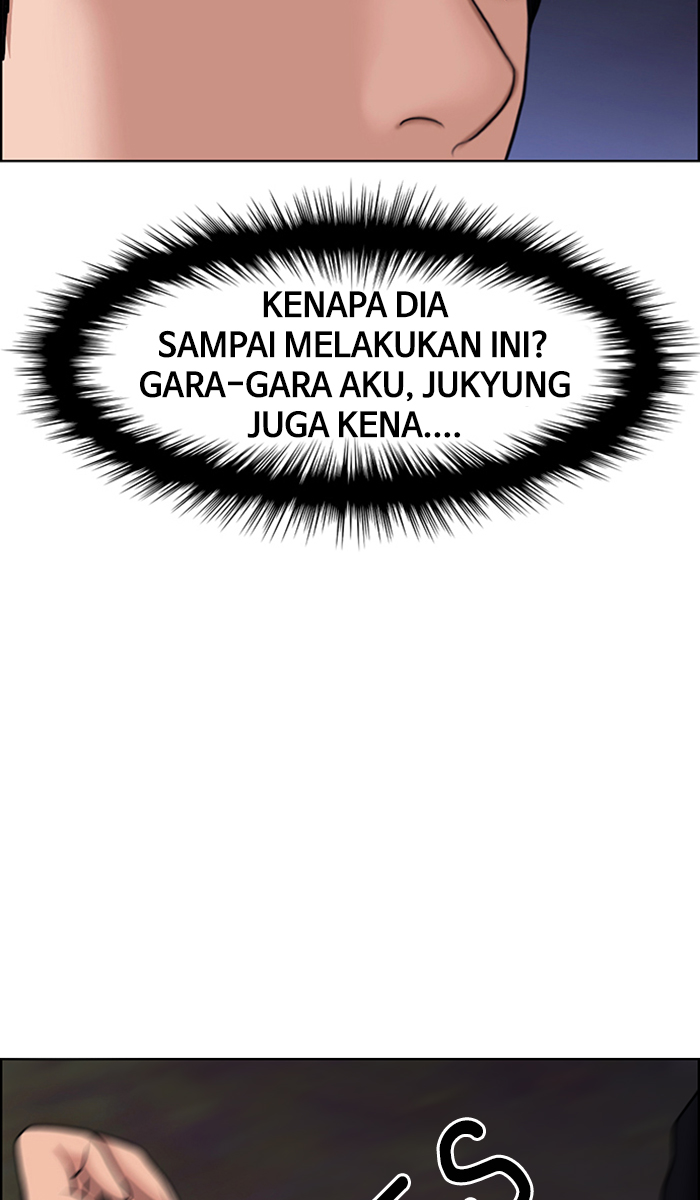 KENAPA DIA
SAMPAI MELAKUKAN INI?
GARA-GARA AKU, JUKYUNG
JUGA KENA....